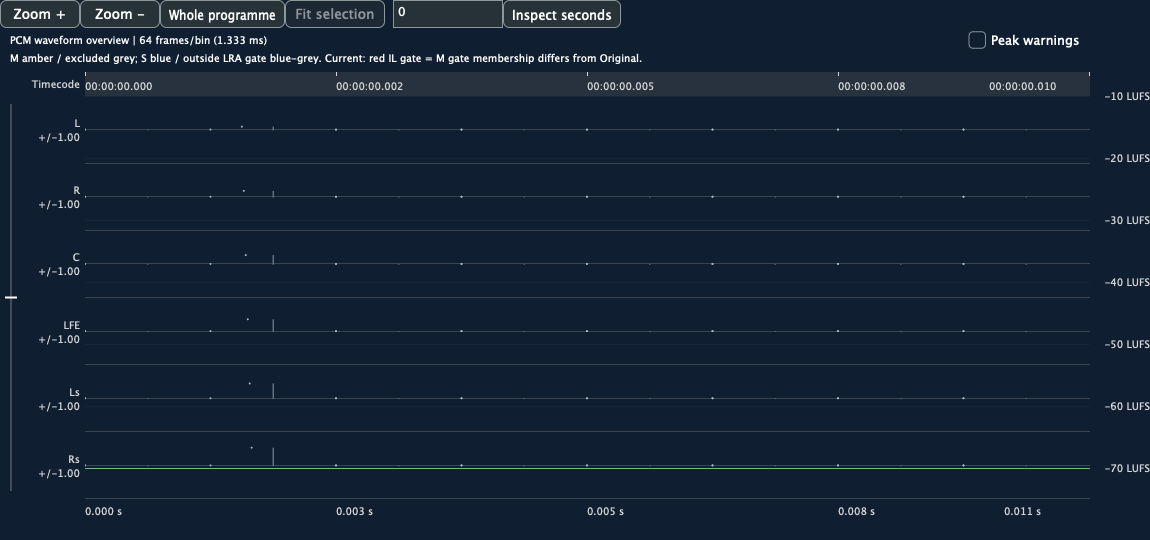 Zoom + Zoom – Whole programme Fit selection 0 Inspect seconds
PCM waveform overview | 64 frames/bin (1.333 ms)
Peak warnings
M amber / excluded grey; S blue / outside LRA gate blue-grey. Current: red IL gate = M gate membership differs from Original.
Timecode 00:00:00.000 00:00:00.002 00:00:00.005 00:00:00.008 00:00:00.010
-10 LUFS
L
+/-1.00
-20 LUFS
R
+/-1.00
-30 LUFS
C
+/-1.00
-40 LUFS
LFE
+/-1.00
-50 LUFS
Ls
+/-1.00
-60 LUFS
Rs
+/-1.00
-70 LUFS
0.000 s 0.003 s 0.005 s 0.008 s 0.011 s